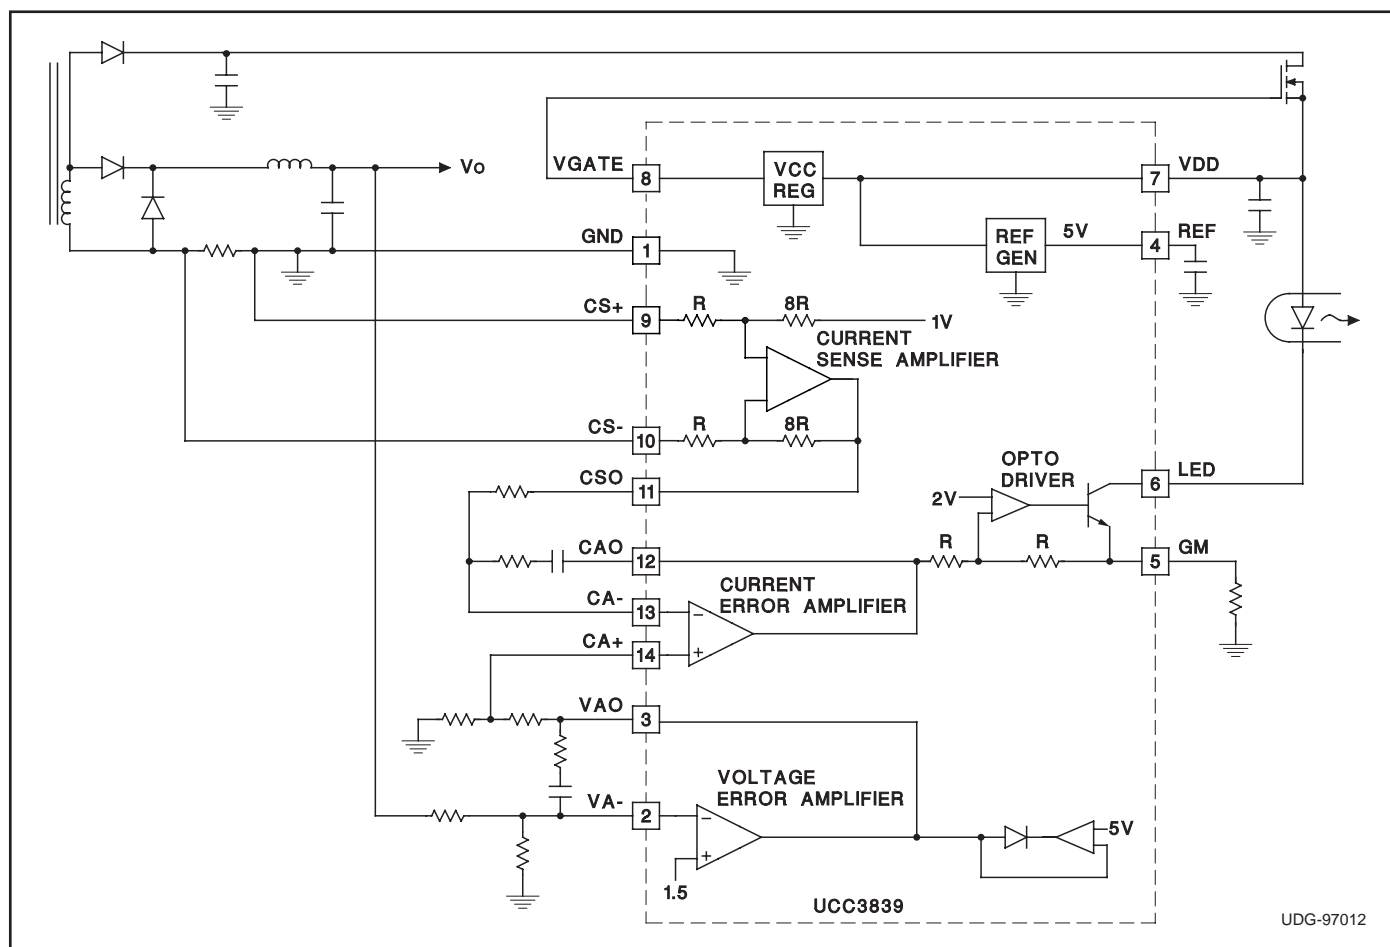 Vo
VGATE
8
VCC
REG
7
VDD
GND
1
REF
GEN
5V
4
REF
CS+
9
R
8R
1V
CURRENT
SENSE AMPLIFIER
CS-
10
R
8R
CSO
11
OPTO
DRIVER
2V
6
LED
CAO
12
R
R
5
GM
CA-
13
CURRENT
ERROR AMPLIFIER
-
+
CA+
14
VAO
3
VA-
2
VOLTAGE
ERROR AMPLIFIER
-
+
1.5
5V
UCC3839
UDG-97012